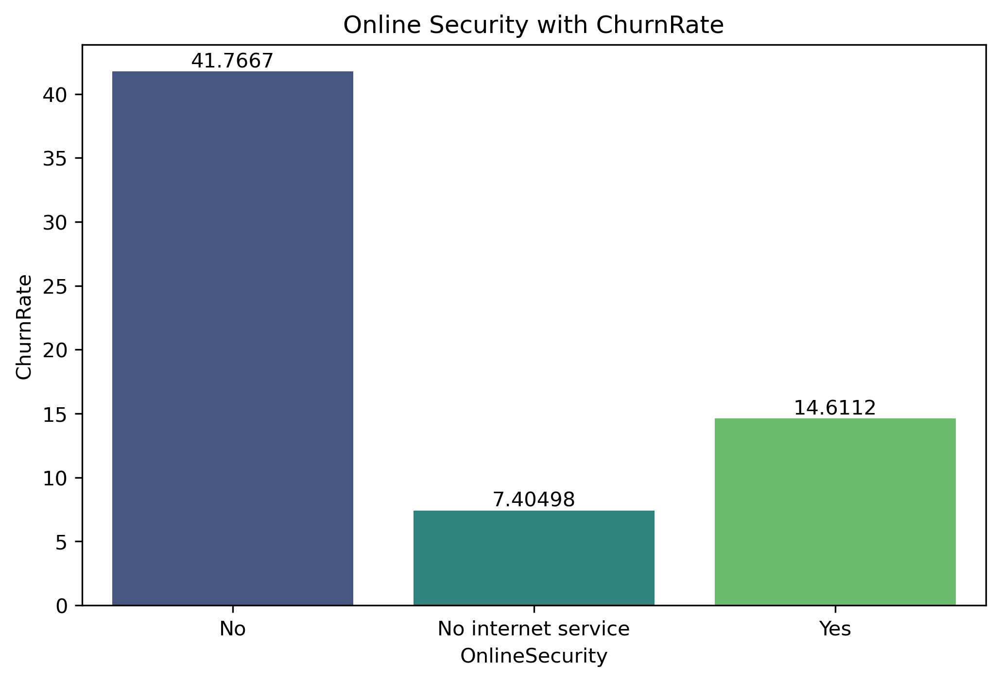 Online Security with ChurnRate
41.7667
40
35
30
25
20
15
10
5
0
ChurnRate
7.40498
14.6112
No
No internet service
Yes
OnlineSecurity